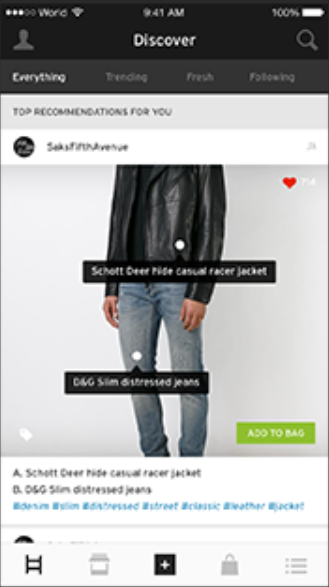 World 9:41 AM 100%
Discover
Everything Trending Fresh Following
TOP RECOMMENDATIONS FOR YOU
SaksFifthAvenue
Schott Deer hide casual racer jacket
D&G Slim distressed jeans
ADD TO BAG
A. Schott Deer hide casual racer jacket
B. D&G Slim distressed jeans
#denim #slim #distressed #street #classic #leather #jacket